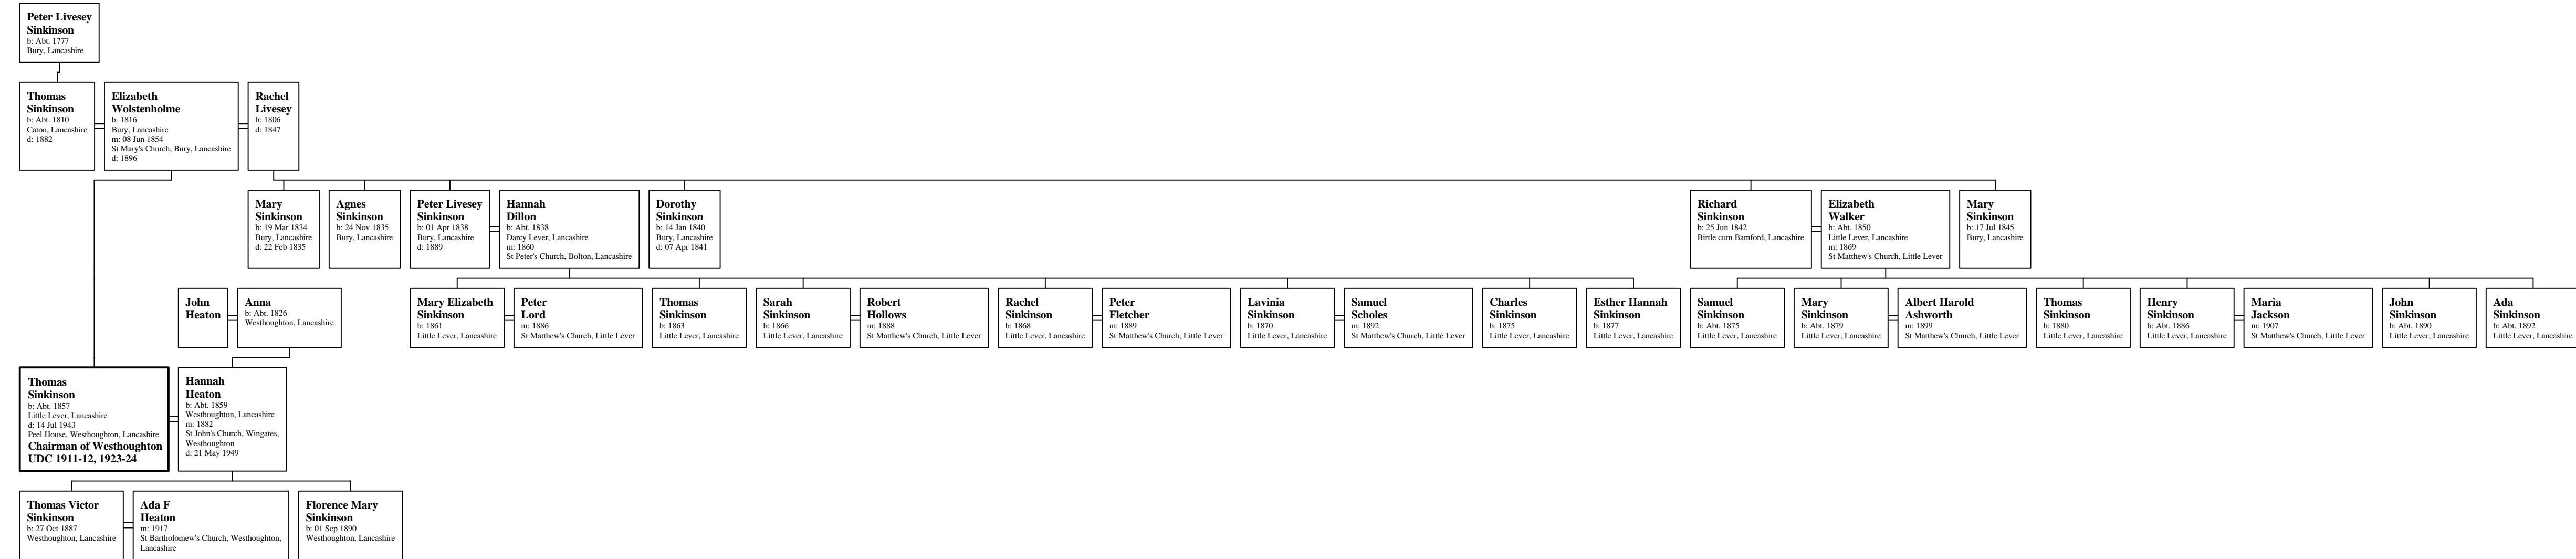 Peter Livesey
Sinkinson
b: Abt. 1777
Bury, Lancashire
Thomas
Sinkinson
b: Abt. 1810
Caton, Lancashire
d: 1882
Elizabeth
Wolstenholme
b: 1816
Bury, Lancashire
m: 08 Jun 1854
St Mary's Church, Bury, Lancashire
d: 1896
Rachel
Livesey
b: 1806
d: 1847
Mary
Sinkinson
b: 19 Mar 1834
Bury, Lancashire
d: 22 Feb 1835
Agnes
Sinkinson
b: 24 Nov 1835
Bury, Lancashire
Peter Livesey
Sinkinson
b: 01 Apr 1838
Bury, Lancashire
d: 1889
Hannah
Dillon
b: Abt. 1838
Darcy Lever, Lancashire
m: 1860
St Peter's Church, Bolton, Lancashire
Dorothy
Sinkinson
b: 14 Jan 1840
Bury, Lancashire
d: 07 Apr 1841
Richard
Sinkinson
b: 25 Jun 1842
Birtle cum Bamford, Lancashire
Elizabeth
Walker
b: Abt. 1850
Little Lever, Lancashire
m: 1869
St Matthew's Church, Little Lever
Mary
Sinkinson
b: 17 Jul 1845
Bury, Lancashire
John
Heaton
Anna
b: Abt. 1826
Westhoughton, Lancashire
Mary Elizabeth
Sinkinson
b: 1861
Little Lever, Lancashire
Peter
Lord
m: 1886
St Matthew's Church, Little Lever
Thomas
Sinkinson
b: 1863
Little Lever, Lancashire
Sarah
Sinkinson
b: 1866
Little Lever, Lancashire
Robert
Hollows
m: 1888
St Matthew's Church, Little Lever
Rachel
Sinkinson
b: 1868
Little Lever, Lancashire
Peter
Fletcher
m: 1889
St Matthew's Church, Little Lever
Lavinia
Sinkinson
b: 1870
Little Lever, Lancashire
Samuel
Scholes
m: 1892
St Matthew's Church, Little Lever
Charles
Sinkinson
b: 1875
Little Lever, Lancashire
Esther Hannah
Sinkinson
b: 1877
Little Lever, Lancashire
Samuel
Sinkinson
b: Abt. 1875
Little Lever, Lancashire
Mary
Sinkinson
b: Abt. 1879
Little Lever, Lancashire
Albert Harold
Ashworth
m: 1899
St Matthew's Church, Little Lever
Thomas
Sinkinson
b: 1880
Little Lever, Lancashire
Henry
Sinkinson
b: Abt. 1886
Little Lever, Lancashire
Maria
Jackson
m: 1907
St Matthew's Church, Little Lever
John
Sinkinson
b: Abt. 1890
Little Lever, Lancashire
Ada
Sinkinson
b: Abt. 1892
Little Lever, Lancashire
Thomas
Sinkinson
b: Abt. 1857
Little Lever, Lancashire
d: 14 Jul 1943
Peel House, Westhoughton, Lancashire
Chairman of Westhoughton
UDC 1911-12, 1923-24
Hannah
Heaton
b: Abt. 1859
Westhoughton, Lancashire
m: 1882
St John's Church, Wingates,
Westhoughton
d: 21 May 1949
Thomas Victor
Sinkinson
b: 27 Oct 1887
Westhoughton, Lancashire
Ada F
Heaton
m: 1917
St Bartholomew's Church, Westhoughton,
Lancashire
Florence Mary
Sinkinson
b: 01 Sep 1890
Westhoughton, Lancashire